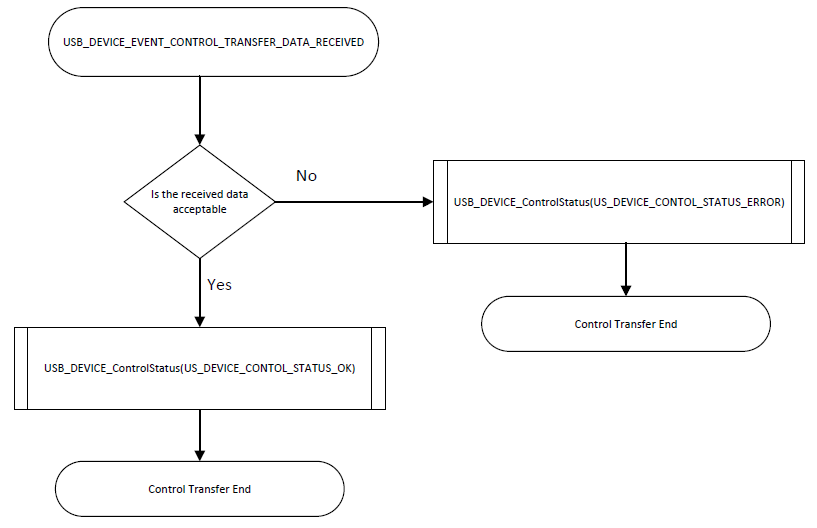 USB_DEVICE_EVENT_CONTROL_TRANSFER_DATA_RECEIVED
Is the received data
acceptable
No
USB_DEVICE_ControlStatus(US_DEVICE_CONTOL_STATUS_ERROR)
Control Transfer End
Yes
USB_DEVICE_ControlStatus(US_DEVICE_CONTOL_STATUS_OK)
Control Transfer End